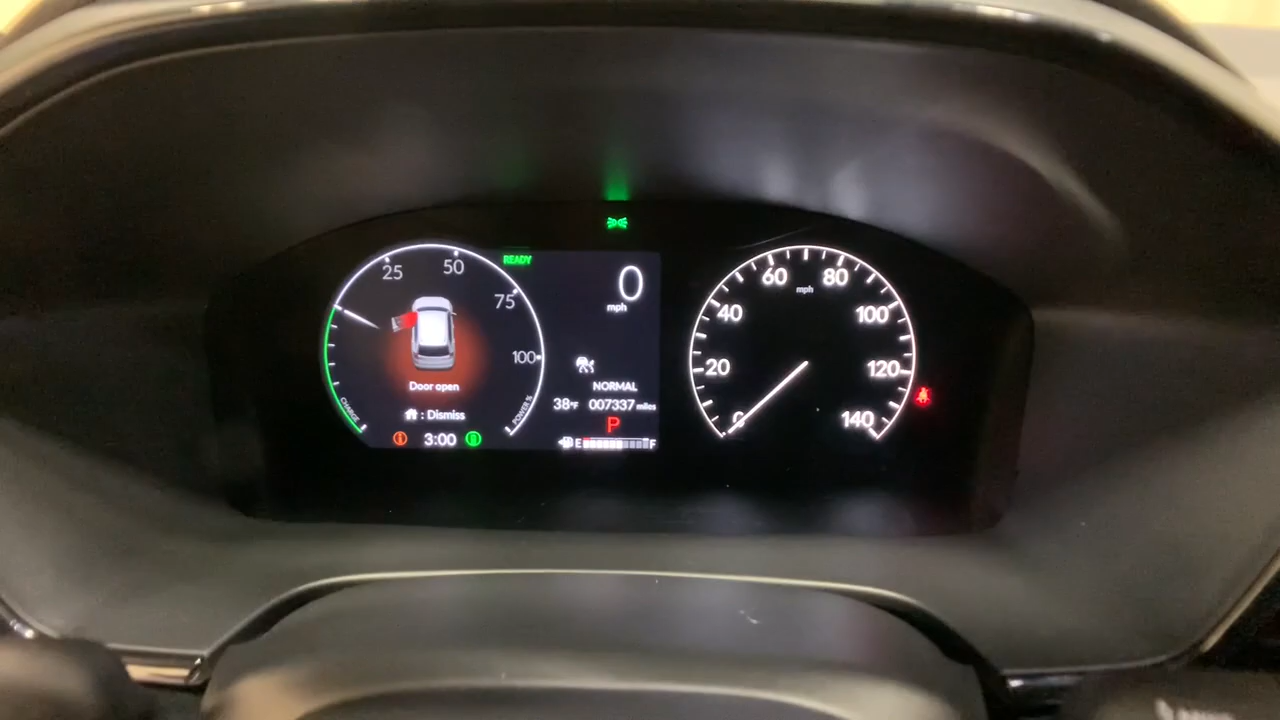 READY
25
50
75
100
CHARGE
POWER %
Door open
: Dismiss
3:00
0
mph
NORMAL
38°F 007337 miles
P
E F
0
20
40
60
80
100
120
140
mph